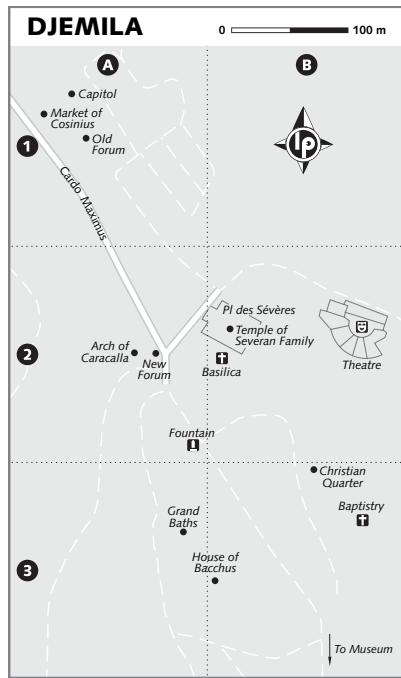 DJEMILA
0
100 m
A
B
Capitol
Market of
Cosinius
Old
Forum
1
lp
Cardo Maximus
Pl des Sévères
Temple of
Severan Family
Arch of
Caracalla
New
Forum
2
Basilica
Theatre
Fountain
Christian
Quarter
Grand
Baths
Baptistry
House of
Bacchus
3
To Museum